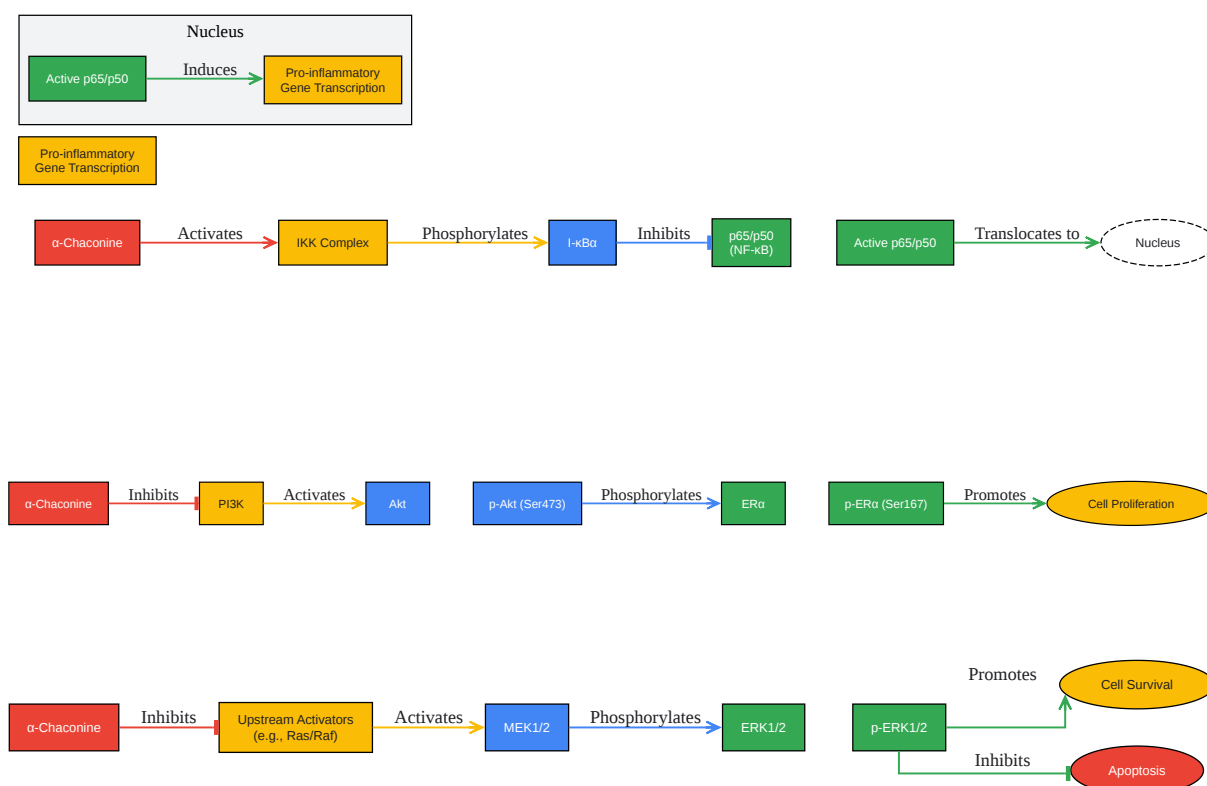 Nucleus
Active p65/p50
Induces
Pro-inflammatory
Gene Transcription
Pro-inflammatory
Gene Transcription
α-Chaconine
Activates
IKK Complex
Phosphorylates
I-κBα
Inhibits
p65/p50
(NF-κB)
Active p65/p50
Translocates to
Nucleus
α-Chaconine
Inhibits
PI3K
Activates
Akt
p-Akt (Ser473)
Phosphorylates
ERα
p-ERα (Ser167)
Promotes
Cell Proliferation
α-Chaconine
Inhibits
Upstream Activators
(e.g., Ras/Raf)
Activates
MEK1/2
Phosphorylates
ERK1/2
p-ERK1/2
Promotes
Cell Survival
Inhibits
Apoptosis